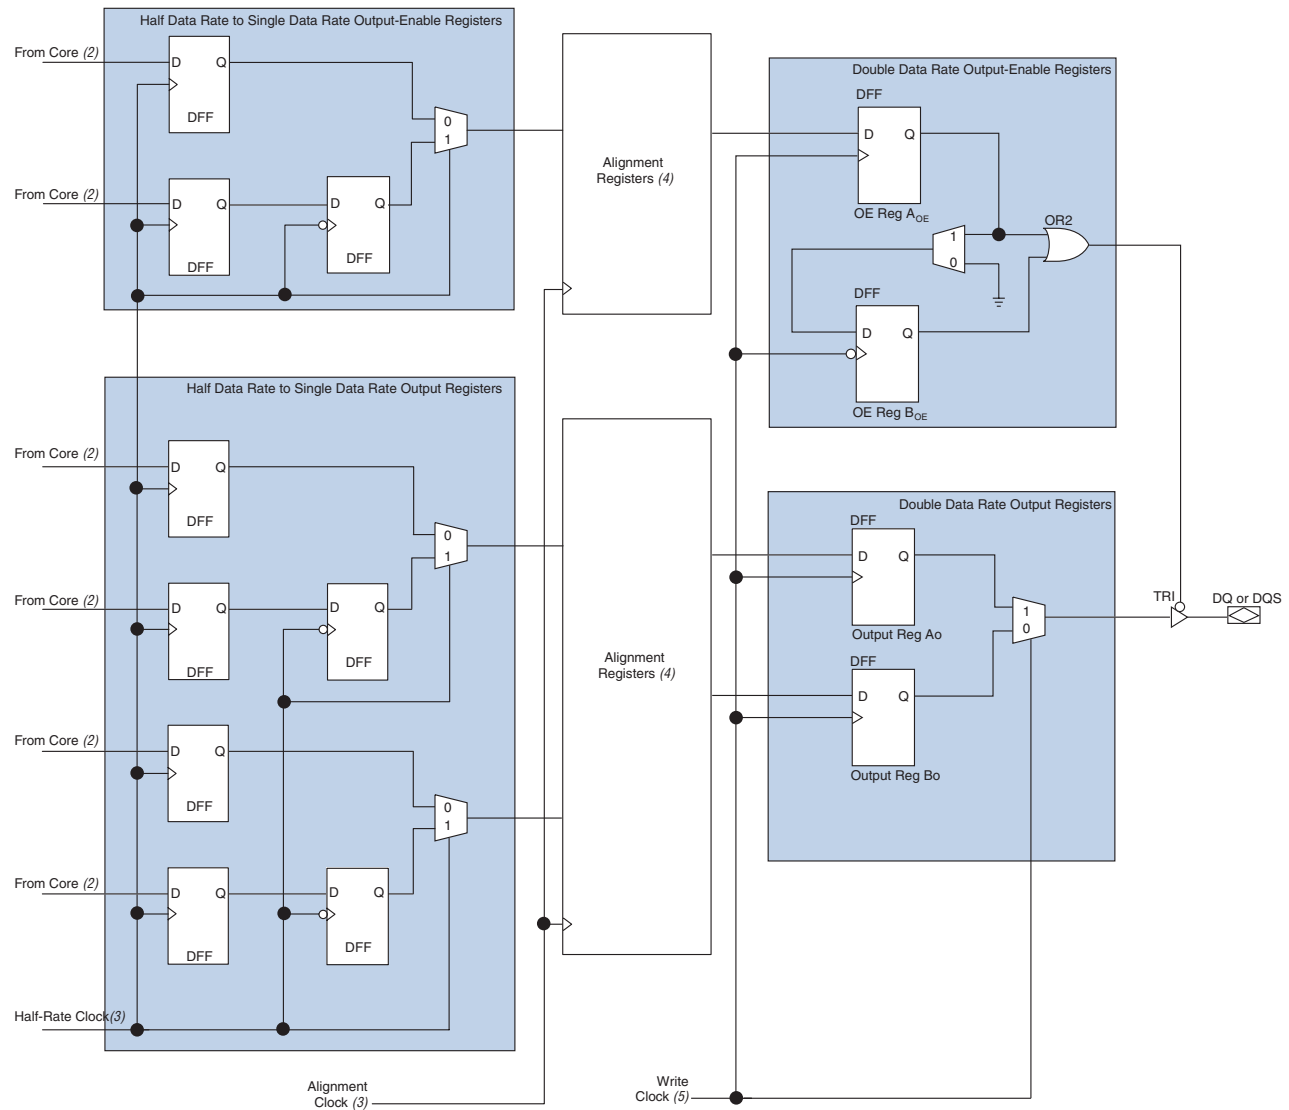 Half Data Rate to Single Data Rate Output-Enable Registers
From Core (2)
D Q
DFF
0
1
From Core (2)
D Q
DFF
D Q
DFF
Alignment
Registers (4)
Double Data Rate Output-Enable Registers
DFF
D Q
OE Reg AOE
OR2
1
0
DFF
D Q
OE Reg BOE
Half Data Rate to Single Data Rate Output Registers
From Core (2)
D Q
DFF
0
1
From Core (2)
D Q
DFF
D Q
DFF
From Core (2)
D Q
DFF
0
1
From Core (2)
D Q
DFF
D Q
DFF
Half-Rate Clock(3)
Alignment
Registers (4)
Double Data Rate Output Registers
DFF
D Q
Output Reg Ao
1
0
DFF
D Q
Output Reg Bo
TRI
DQ or DQS
Alignment
Clock (3)
Write
Clock (5)